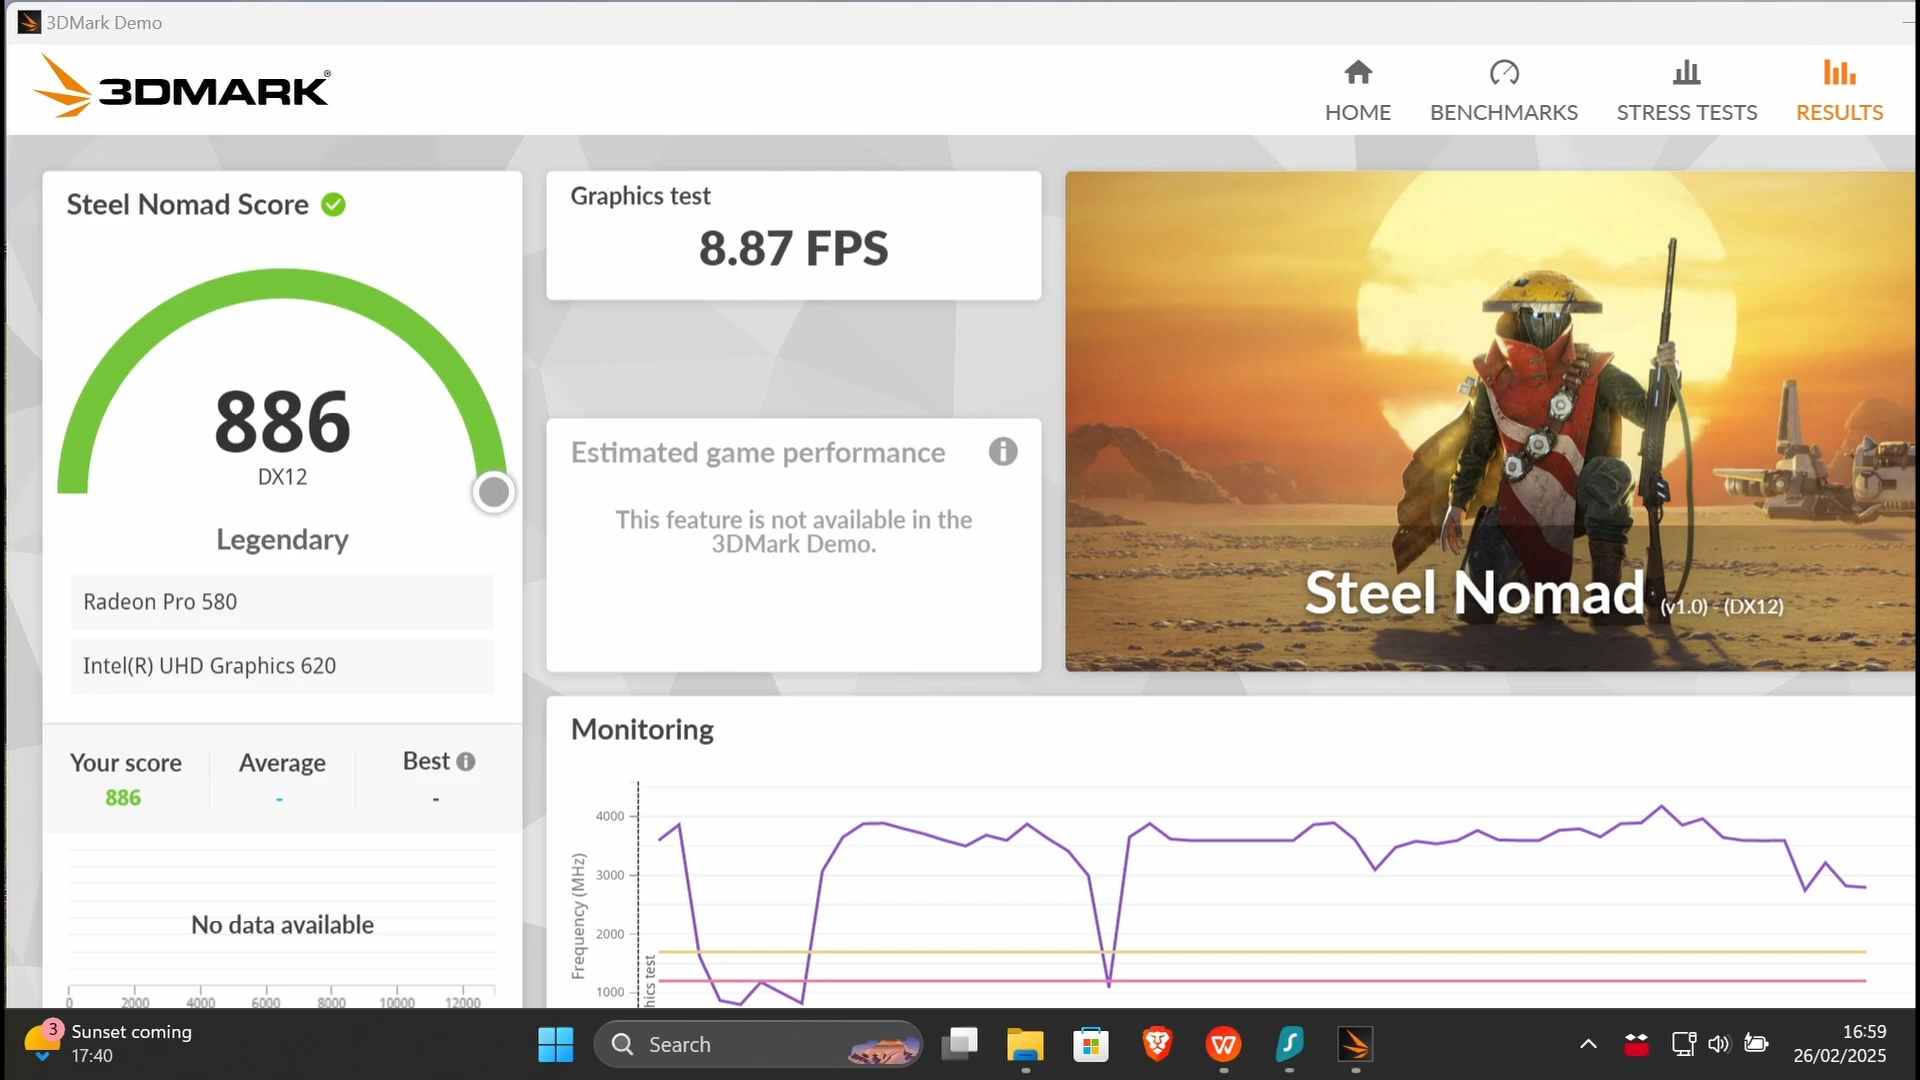 3DMark Demo
3DMARK®
HOME
BENCHMARKS
STRESS TESTS
RESULTS
Steel Nomad Score
886
DX12
Legendary
Radeon Pro 580
Intel(R) UHD Graphics 620
Your score
886
Average
-
Best
-
No data available
0 2000 4000 6000 8000 10000 12000
Graphics test
8.87 FPS
Estimated game performance
This feature is not available in the
3DMark Demo.
Steel Nomad (v1.0) - (DX12)
Monitoring
Frequency (MHz)
4000
3000
2000
1000
hics test
3
Sunset coming
17:40
Search
16:59
26/02/2025